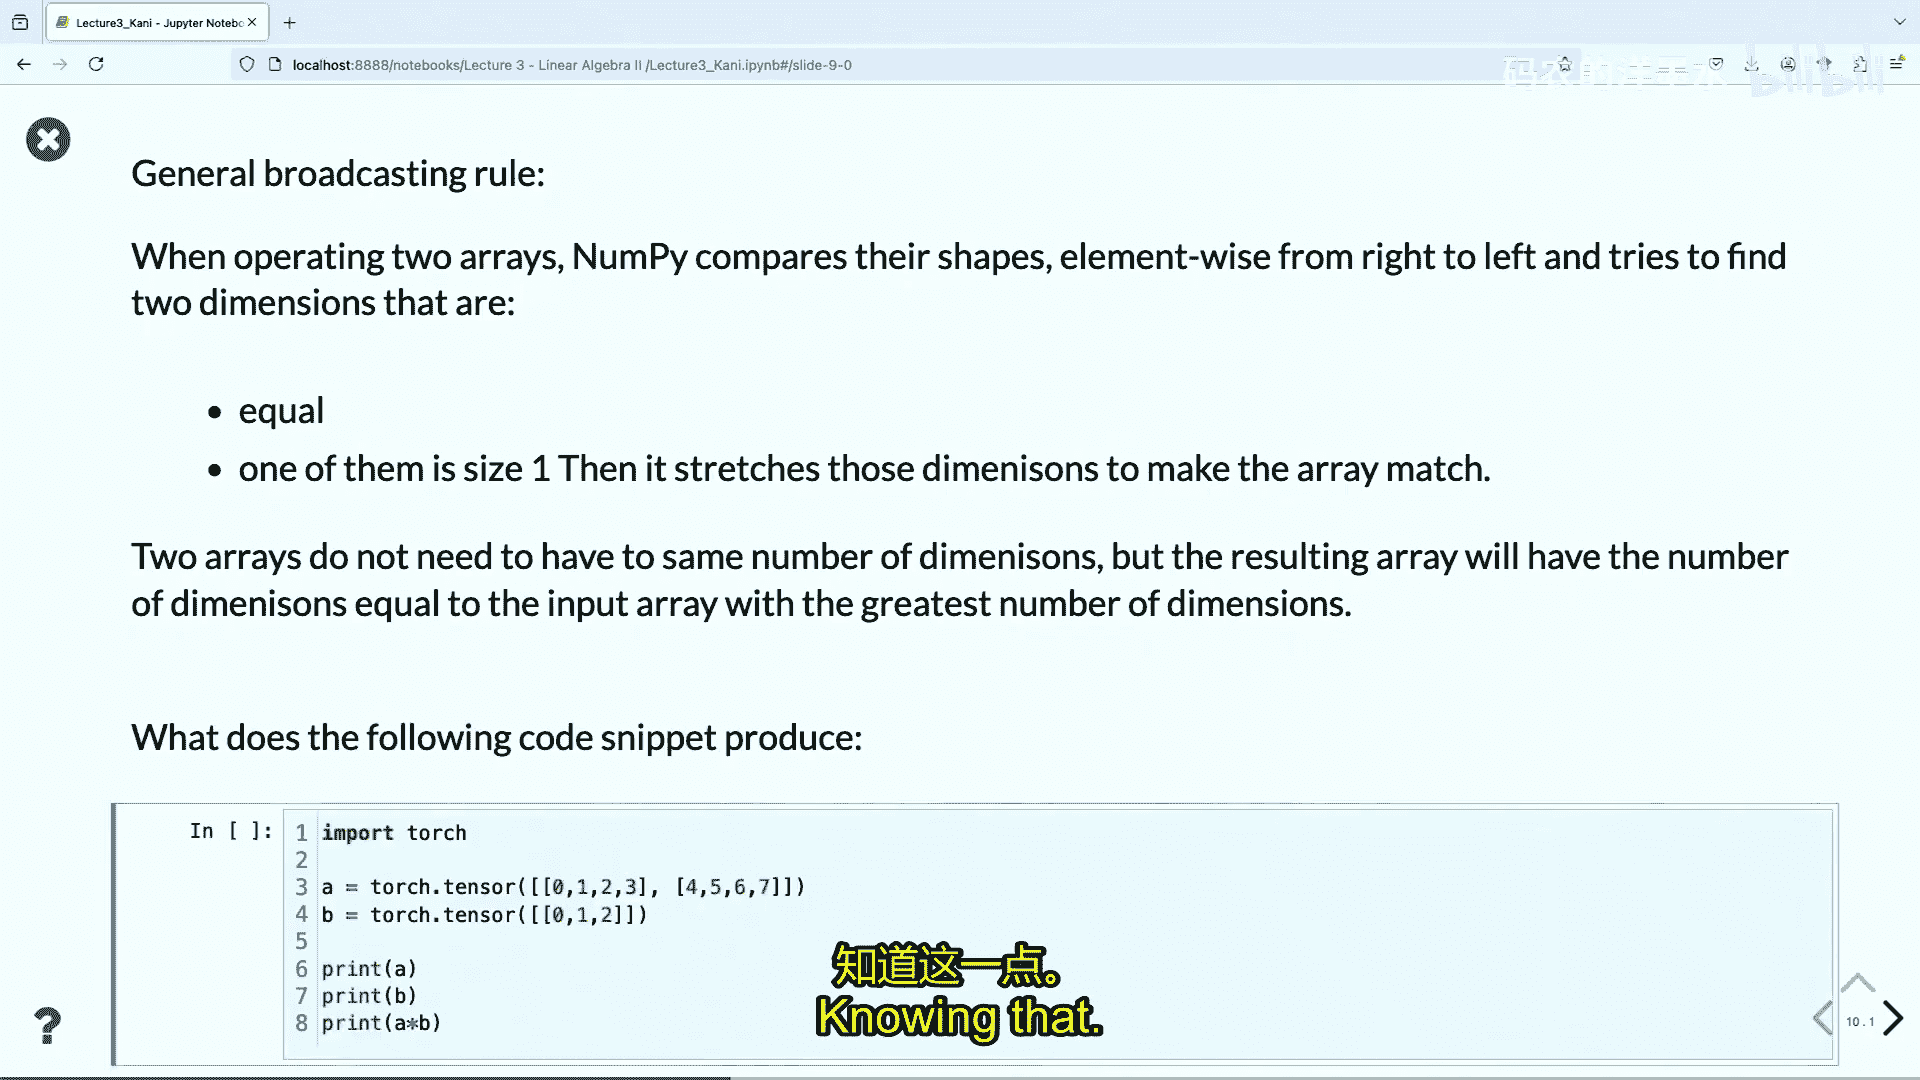 Lecture3_Kani - Jupyter Notebo
localhost:8888/notebooks/Lecture 3 - Linear Algebra II /Lecture3_Kani.ipynb#/slide-9-0
bilibili
General broadcasting rule:
When operating two arrays, NumPy compares their shapes, element-wise from right to left and tries to find
two dimensions that are:
• equal
• one of them is size 1 Then it stretches those dimenisons to make the array match.
Two arrays do not need to have to same number of dimenisons, but the resulting array will have the number
of dimenisons equal to the input array with the greatest number of dimensions.
What does the following code snippet produce:
In [ ]:
1 import torch
2
3 a = torch.tensor([[0,1,2,3], [4,5,6,7]])
4 b = torch.tensor([[0,1,2]])
5
6 print(a)
7 print(b)
8 print(a*b)
知道这一点。
Knowing that.
10.1